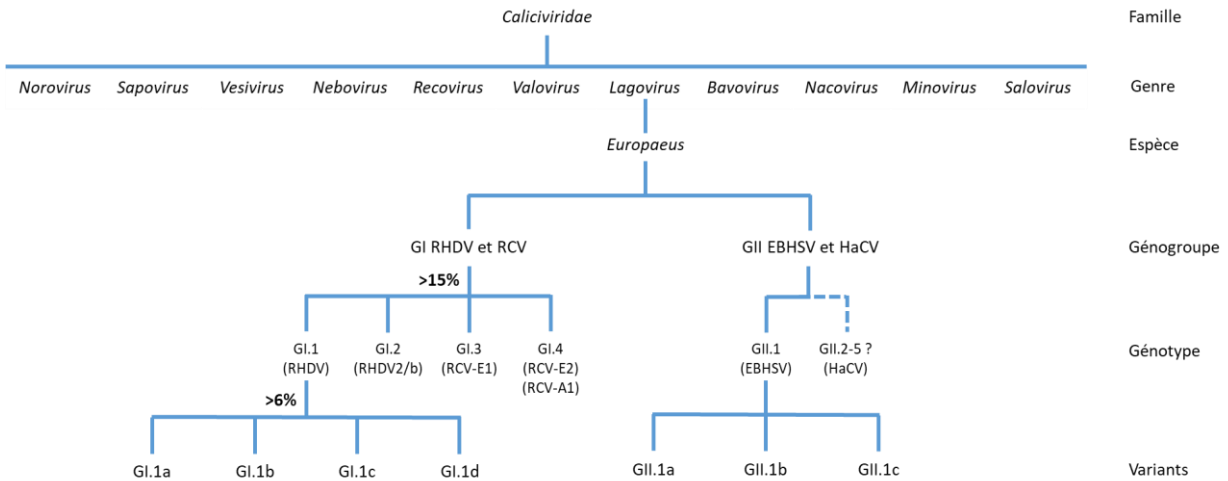 Caliciviridae Famille
Norovirus Sapovirus Vesivirus Nebovirus Recovirus Valovirus Lagovirus Bavovirus Nacovirus Minovirus Salovirus Genre
Europaeus Espèce
GI RHDV et RCV GII EBHSV et HaCV Génogroupe
>15%
GI.1 GI.2 GI.3 GI.4 GII.1 GII.2-5 ? Génotype
(RHDV) (RHDV2/b) (RCV-E1) (RCV-E2) (EBHSV) (HaCV)
(RCV-A1)
>6%
GI.1a GI.1b GI.1c GI.1d GII.1a GII.1b GII.1c Variants